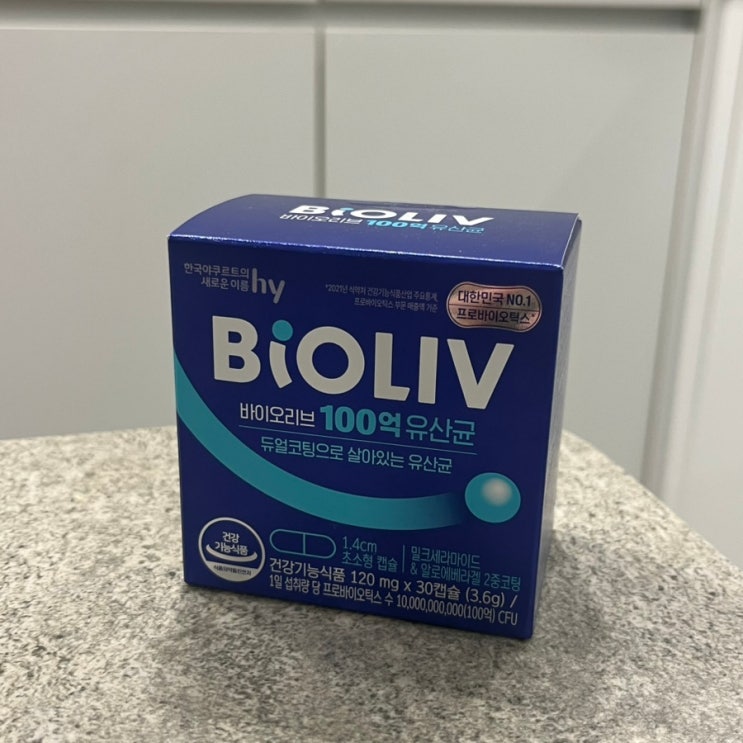 BiOLIV
바이오리브 100억 유산균
한국야쿠르트의
새로운 이름 hy
*2021년 식약처 건강기능식품산업 주요통계,
프로바이오틱스 부문 매출액 기준
대한민국 NO.1
프로바이오틱스*
BiOLIV
바이오리브 100억 유산균
듀얼코팅으로 살아있는 유산균
건강
기능식품
식품의약품안전처
1.4cm
초소형 캡슐
밀크세라마이드
& 알로에베라겔 2중코팅
건강기능식품 120 mg x 30캡슐 (3.6g) /
1일 섭취량 당 프로바이오틱스 수 10,000,000,000(100억) CFU